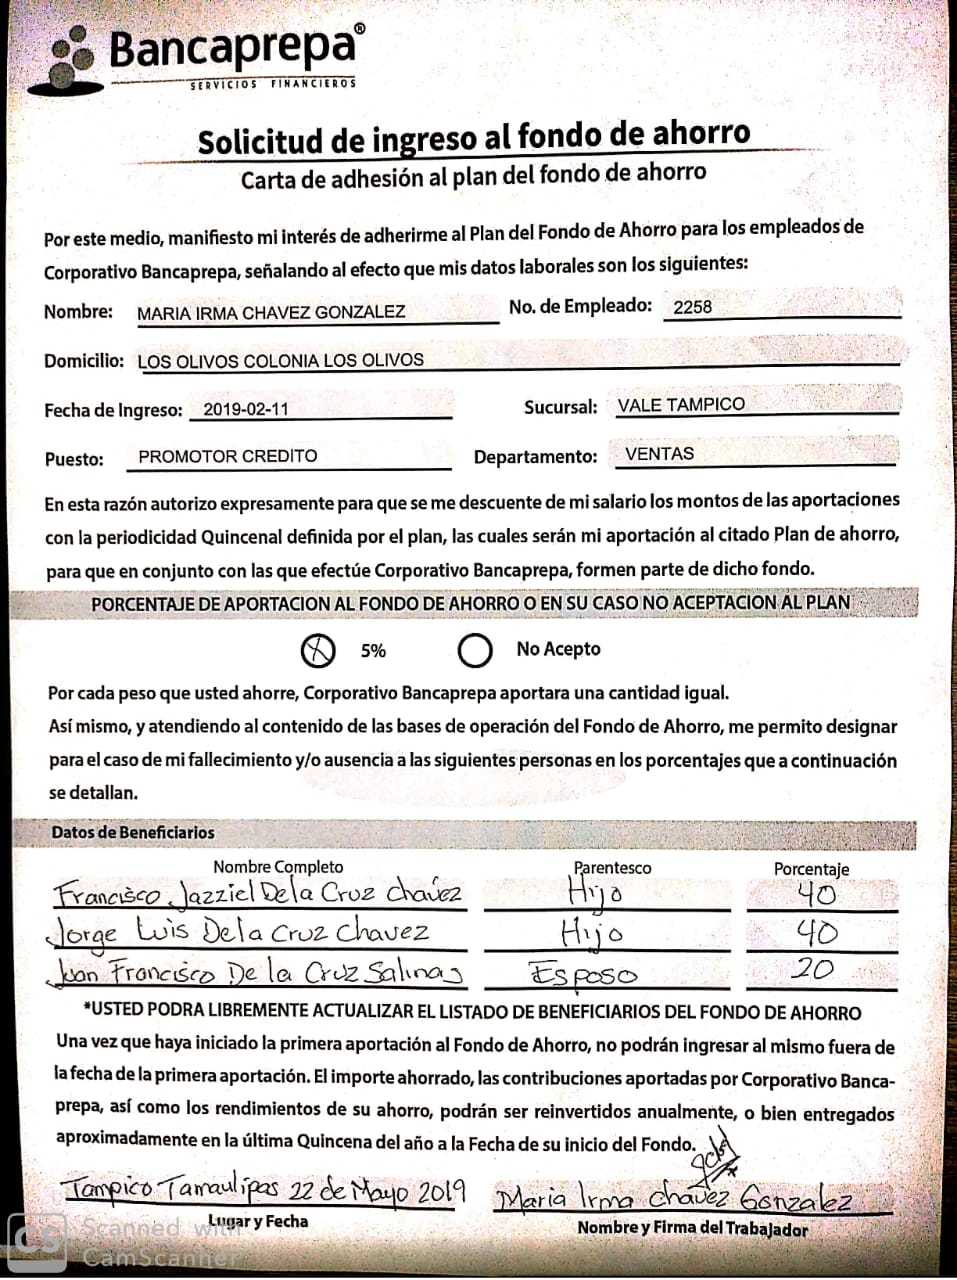 Bancaprepa®
SERVICIOS FINANCIEROS
Solicitud de ingreso al fondo de ahorro
Carta de adhesión al plan del fondo de ahorro
Por este medio, manifiesto mi interés de adherirme al Plan del Fondo de Ahorro para los empleados de
Corporativo Bancaprepa, señalando al efecto que mis datos laborales son los siguientes:
Nombre: MARIA IRMA CHAVEZ GONZALEZ No. de Empleado: 2258
Domicilio: LOS OLIVOS COLONIA LOS OLIVOS
Fecha de Ingreso: 2019-02-11 Sucursal: VALE TAMPICO
Puesto: PROMOTOR CREDITO Departamento: VENTAS
En esta razón autorizo expresamente para que se me descuente de mi salario los montos de las aportaciones
con la periodicidad Quincenal definida por el plan, las cuales serán mi aportación al citado Plan de ahorro,
para que en conjunto con las que efectúe Corporativo Bancaprepa, formen parte de dicho fondo.
PORCENTAJE DE APORTACION AL FONDO DE AHORRO O EN SU CASO NO ACEPTACION AL PLAN
5% No Acepto
Por cada peso que usted ahorre, Corporativo Bancaprepa aportara una cantidad igual.
Así mismo, y atendiendo al contenido de las bases de operación del Fondo de Ahorro, me permito designar
para el caso de mi fallecimiento y/o ausencia a las siguientes personas en los porcentajes que a continuación
se detallan.
Datos de Beneficiarios
Nombre Completo Parentesco Porcentaje
Francisco Jazziel De la Cruz Chavez Hijo 40
Jorge Luis De la Cruz Chavez Hijo 40
Juan Francisco De la Cruz Salinas Esposo 20
*USTED PODRA LIBREMENTE ACTUALIZAR EL LISTADO DE BENEFICIARIOS DEL FONDO DE AHORRO
Una vez que haya iniciado la primera aportación al Fondo de Ahorro, no podrán ingresar al mismo fuera de
la fecha de la primera aportación. El importe ahorrado, las contribuciones aportadas por Corporativo Banca-
prepa, así como los rendimientos de su ahorro, podrán ser reinvertidos anualmente, o bien entregados
aproximadamente en la última Quincena del año a la Fecha de su inicio del Fondo.
Tampico Tamaulipas 22 de Mayo 2019 Maria Irma Chavez Gonzalez
Lugar y Fecha Nombre y Firma del Trabajador
CS Scanned with
CamScanner